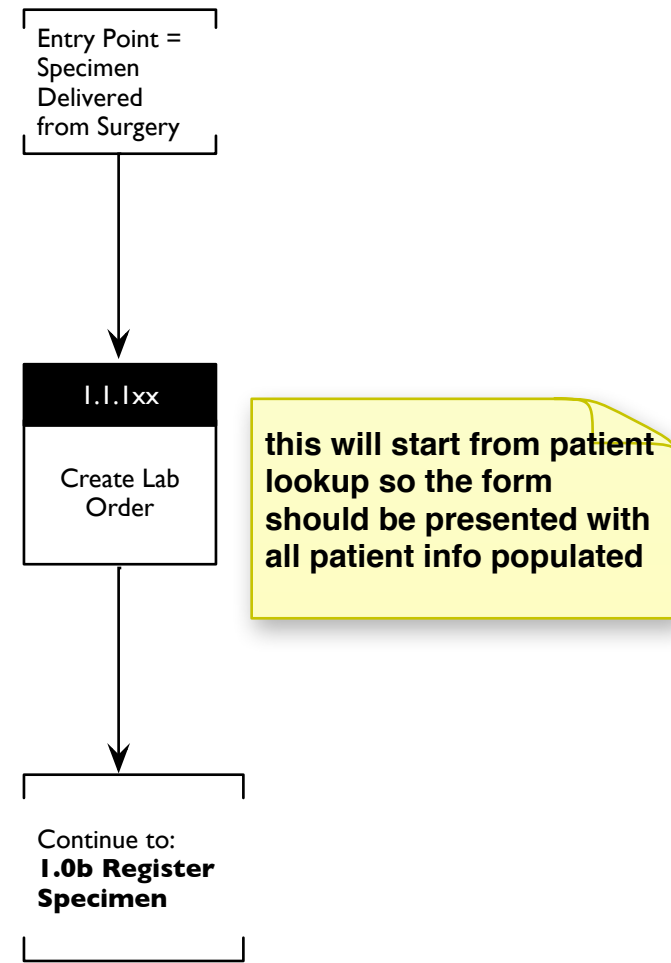 Entry Point =
Specimen
Delivered
from Surgery
1.1.1xx
Create Lab
Order
this will start from patient
lookup so the form
should be presented with
all patient info populated
Continue to:
1.0b Register
Specimen